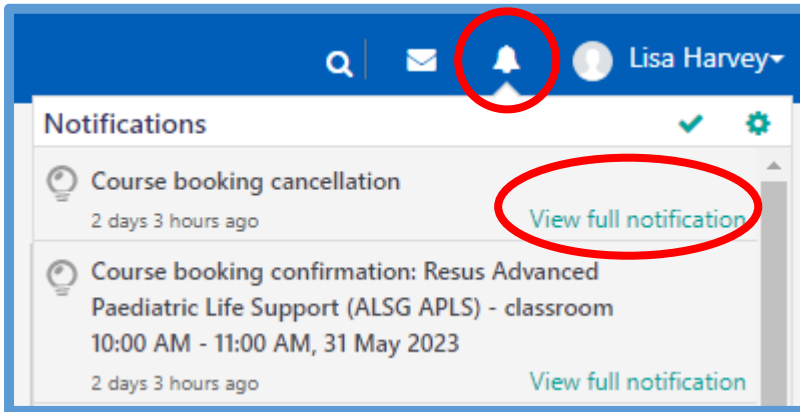 Lisa Harvey
Notifications
Course booking cancellation
2 days 3 hours ago
View full notification
Course booking confirmation: Resus Advanced
Paediatric Life Support (ALSG APLS) - classroom
10:00 AM - 11:00 AM, 31 May 2023
2 days 3 hours ago
View full notification